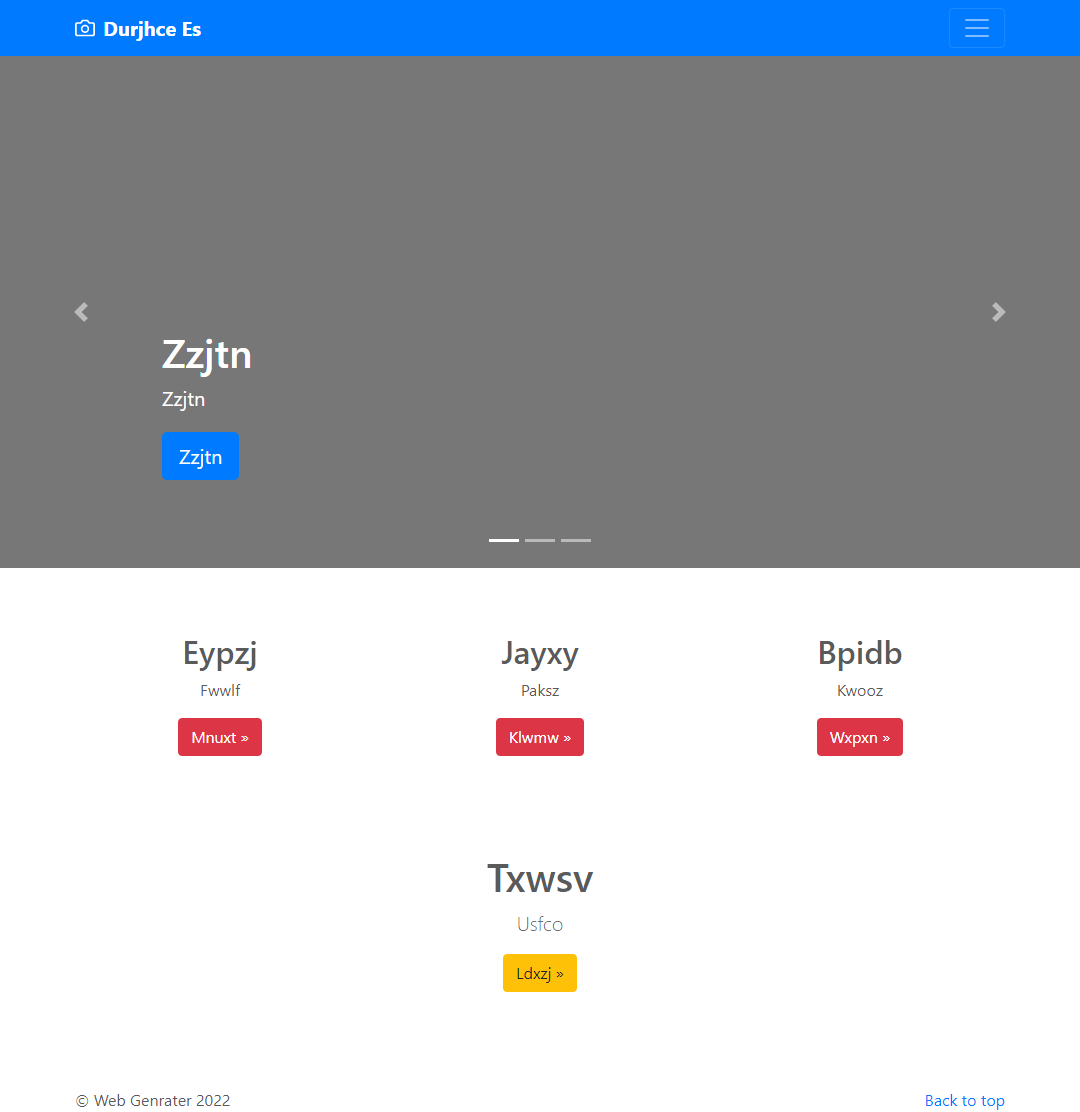 Durjhce Es
Zzjtn
Zzjtn
Zzjtn
Eypzj
Jayxy
Bpidb
Fwwlf
Paksz
Kwooz
Mnuxt »
Klwmw »
Wxpxn »
Txwsv
Usfco
Ldxzj »
© Web Genrater 2022
Back to top